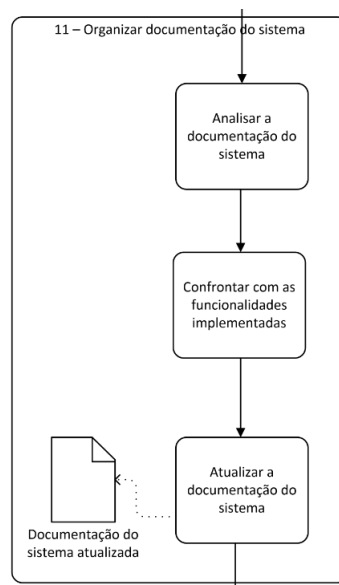 11 – Organizar documentação do sistema
Analisar a
documentação do
sistema
Confrontar com as
funcionalidades
implementadas
Atualizar a
documentação do
sistema
Documentação do
sistema atualizada